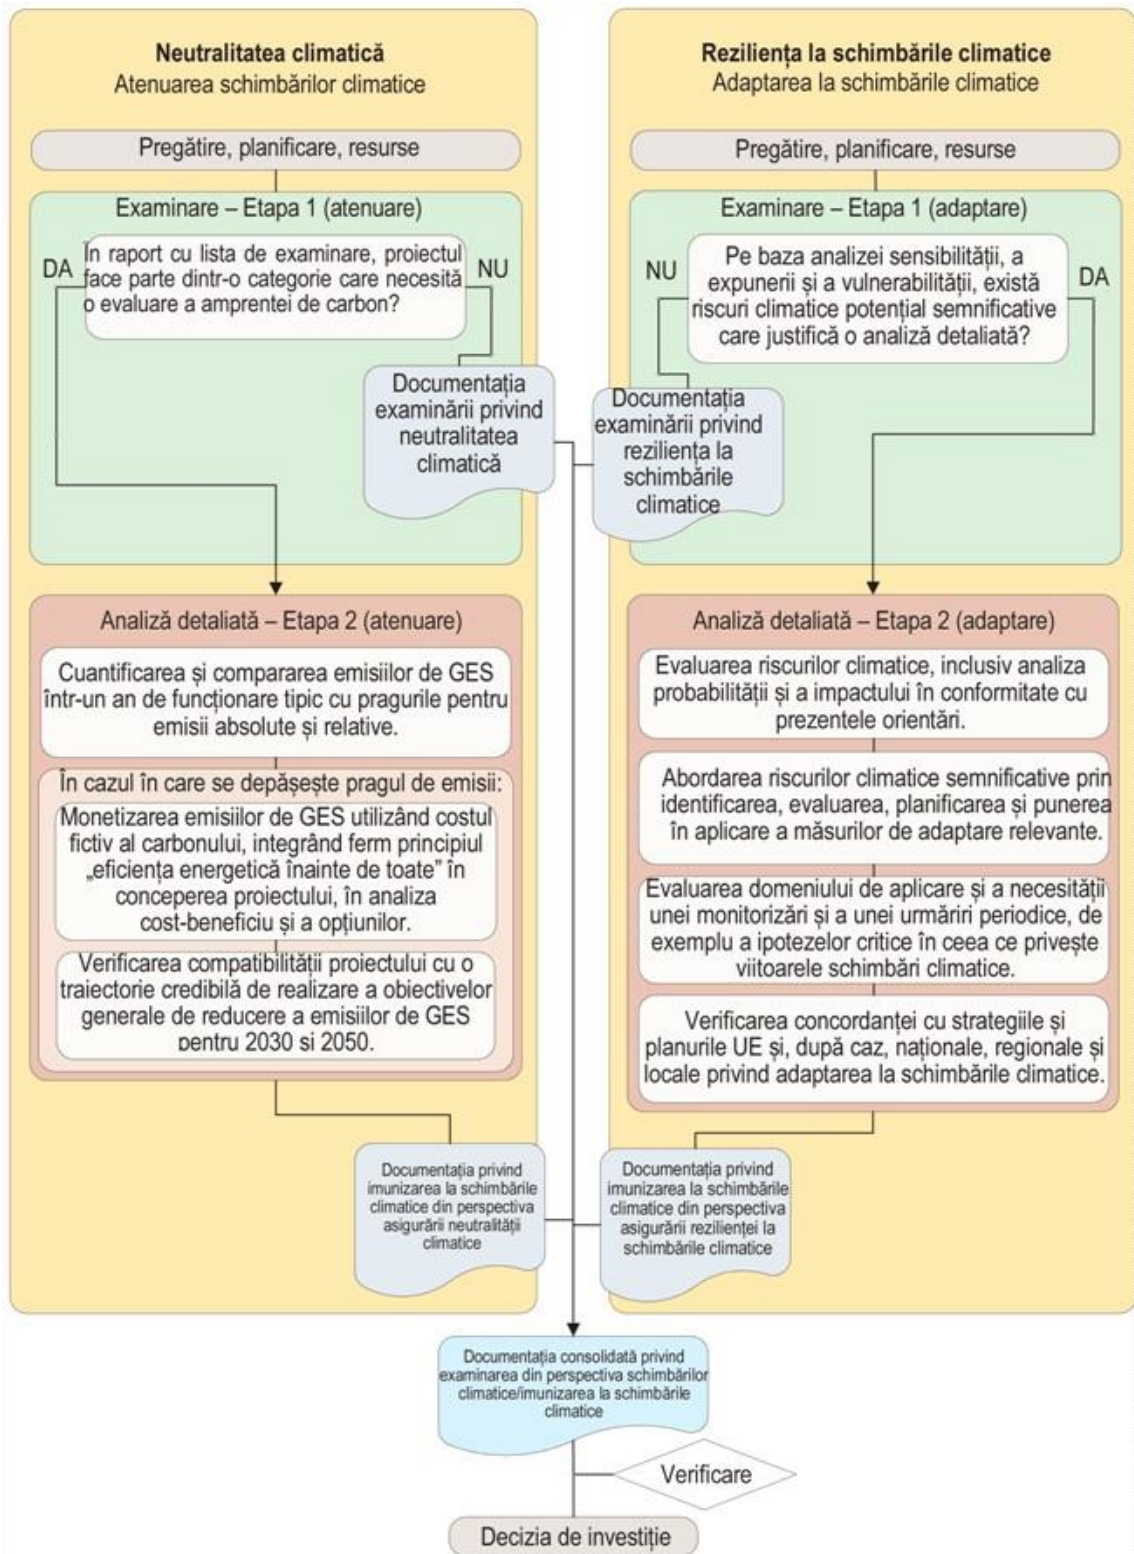 Neutralitatea climatică
Atenuarea schimbărilor climatice
Pregătire, planificare, resurse
Examinare – Etapa 1 (atenuare)
În raport cu lista de examinare, proiectul
face parte dintr-o categorie care necesită
o evaluare a amprentei de carbon?
DA
NU
Documentația
examinării privind
neutralitatea
climatică
Analiză detaliată – Etapa 2 (atenuare)
Cuantificarea și compararea emisiilor de GES
într-un an de funcționare tipic cu pragurile pentru
emisii absolute și relative.
În cazul în care se depășește pragul de emisii:
Monetizarea emisiilor de GES utilizând costul
fictiv al carbonului, integrând ferm principiul
„eficiența energetică înainte de toate” în
conceperea proiectului, în analiza
cost-beneficiu și a opțiunilor.
Verificarea compatibilității proiectului cu o
traiectorie credibilă de realizare a obiectivelor
generale de reducere a emisiilor de GES
pentru 2030 si 2050.
Documentația privind
imunizarea la schimbările
climatice din perspectiva
asigurării neutralității
climatice
Reziliența la schimbările climatice
Adaptarea la schimbările climatice
Pregătire, planificare, resurse
Examinare – Etapa 1 (adaptare)
Pe baza analizei sensibilității, a
expunerii și a vulnerabilității, există
riscuri climatice potențial semnificative
care justifică o analiză detaliată?
NU
DA
Documentația
examinării privind
reziliența la
schimbările
climatice
Analiză detaliată – Etapa 2 (adaptare)
Evaluarea riscurilor climatice, inclusiv analiza
probabilității și a impactului în conformitate cu
prezentele orientări.
Abordarea riscurilor climatice semnificative prin
identificarea, evaluarea, planificarea și punerea
în aplicare a măsurilor de adaptare relevante.
Evaluarea domeniului de aplicare și a necesității
unei monitorizări și a unei urmăriri periodice, de
exemplu a ipotezelor critice în ceea ce privește
viitoarele schimbări climatice.
Verificarea concordanței cu strategiile și
planurile UE și, după caz, naționale, regionale și
locale privind adaptarea la schimbările climatice.
Documentația privind
imunizarea la schimbările
climatice din perspectiva
asigurării rezilienței la
schimbările climatice
Documentația consolidată privind
examinarea din perspectiva schimbărilor
climatice/imunizarea la schimbările
climatice
Verificare
Decizia de investiție